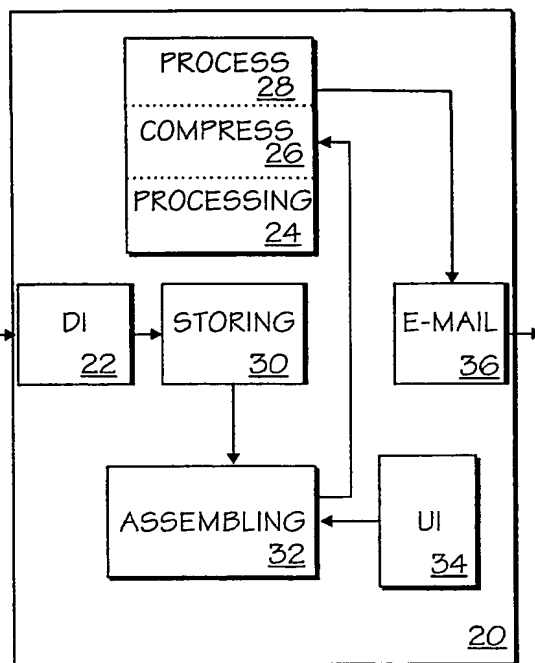 PROCESS
28
COMPRESS
26
PROCESSING
24
DI
22
STORING
30
E-MAIL
36
ASSEMBLING
32
UI
34
20